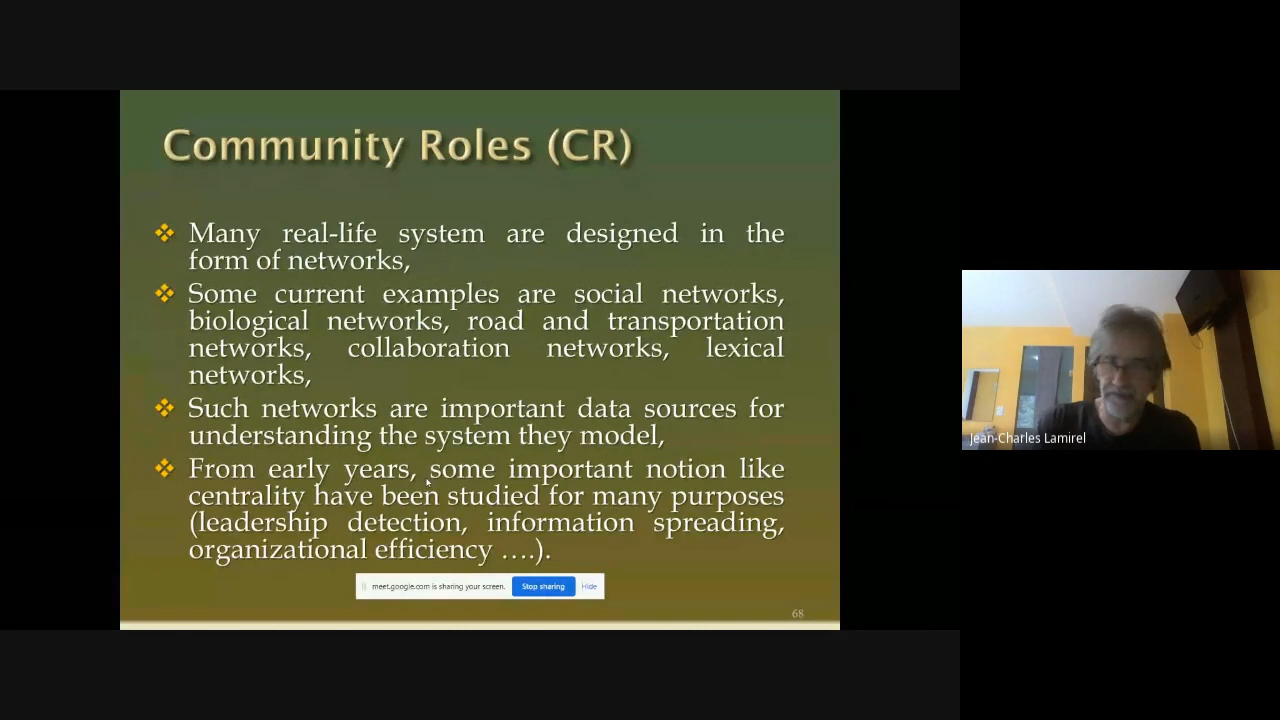 Community Roles (CR)
Many real-life system are designed in the
form of networks,
Some current examples are social networks,
biological networks, road and transportation
networks, collaboration networks, lexical
networks,
Such networks are important data sources for
understanding the system they model,
From early years, some important notion like
centrality have been studied for many purposes
(leadership detection, information spreading,
organizational efficiency ….).
meet.google.com is sharing your screen. Stop sharing Hide
68
Jean-Charles Lamirel